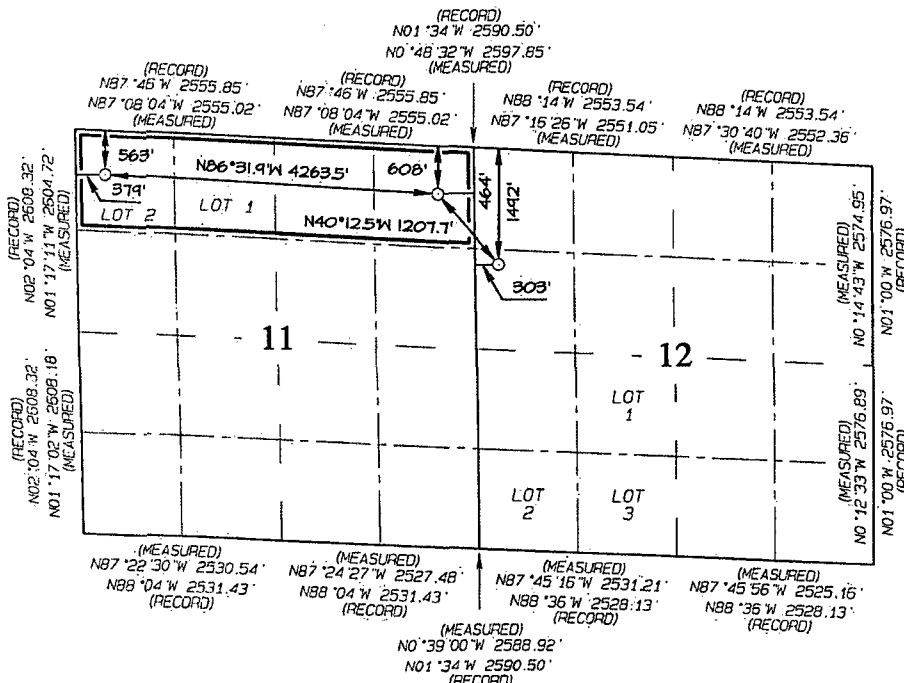 (RECORD)
N01 °34 'W 2590.50'
N0 °48 '32"W 2597.85'
(MEASURED)
(RECORD)
N87 °46 'W 2555.85'
N87 °08 '04"W 2555.02'
(MEASURED)
(RECORD)
N87 °46 'W 2555.85'
N87 °08 '04"W 2555.02'
(MEASURED)
(RECORD)
N88 °14 'W 2553.54'
N87 °16 '26"W 2551.05'
(MEASURED)
(RECORD)
N88 °14 'W 2553.54'
N87 °30 '40"W 2552.36'
(MEASURED)
(RECORD)
N02 °04 'W 2608.32'
N01 °17 '11"W 2604.72'
(MEASURED)
563'
N86°31.9'W 4263.5'
608'
379'
LOT 2
LOT 1
464'
1492'
N40°12.5'W 1207.7'
303'
(MEASURED)
N0 °14 '43"W 2574.95'
N01 °00 'W 2576.97'
(RECORD)
11
12
(RECORD)
N02 °04 'W 2608.32'
N01 °17 '02"W 2608.18'
(MEASURED)
LOT
1
LOT
2
LOT
3
(MEASURED)
N0 °12 '33"W 2576.89'
N01 °00 'W 2576.97'
(RECORD)
(MEASURED)
N87 °22 '30"W 2530.54'
N88 °04 'W 2531.43'
(RECORD)
(MEASURED)
N87 °24 '27"W 2527.48'
N88 °04 'W 2531.43'
(RECORD)
(MEASURED)
N87 °45 '16"W 2531.21'
N88 °36 'W 2528.13'
(RECORD)
(MEASURED)
N87 °45 '56"W 2525.16'
N88 °36 'W 2528.13'
(RECORD)
(MEASURED)
N0 °39 '00"W 2588.92'
N01 °34 'W 2590.50'
(RECORD)